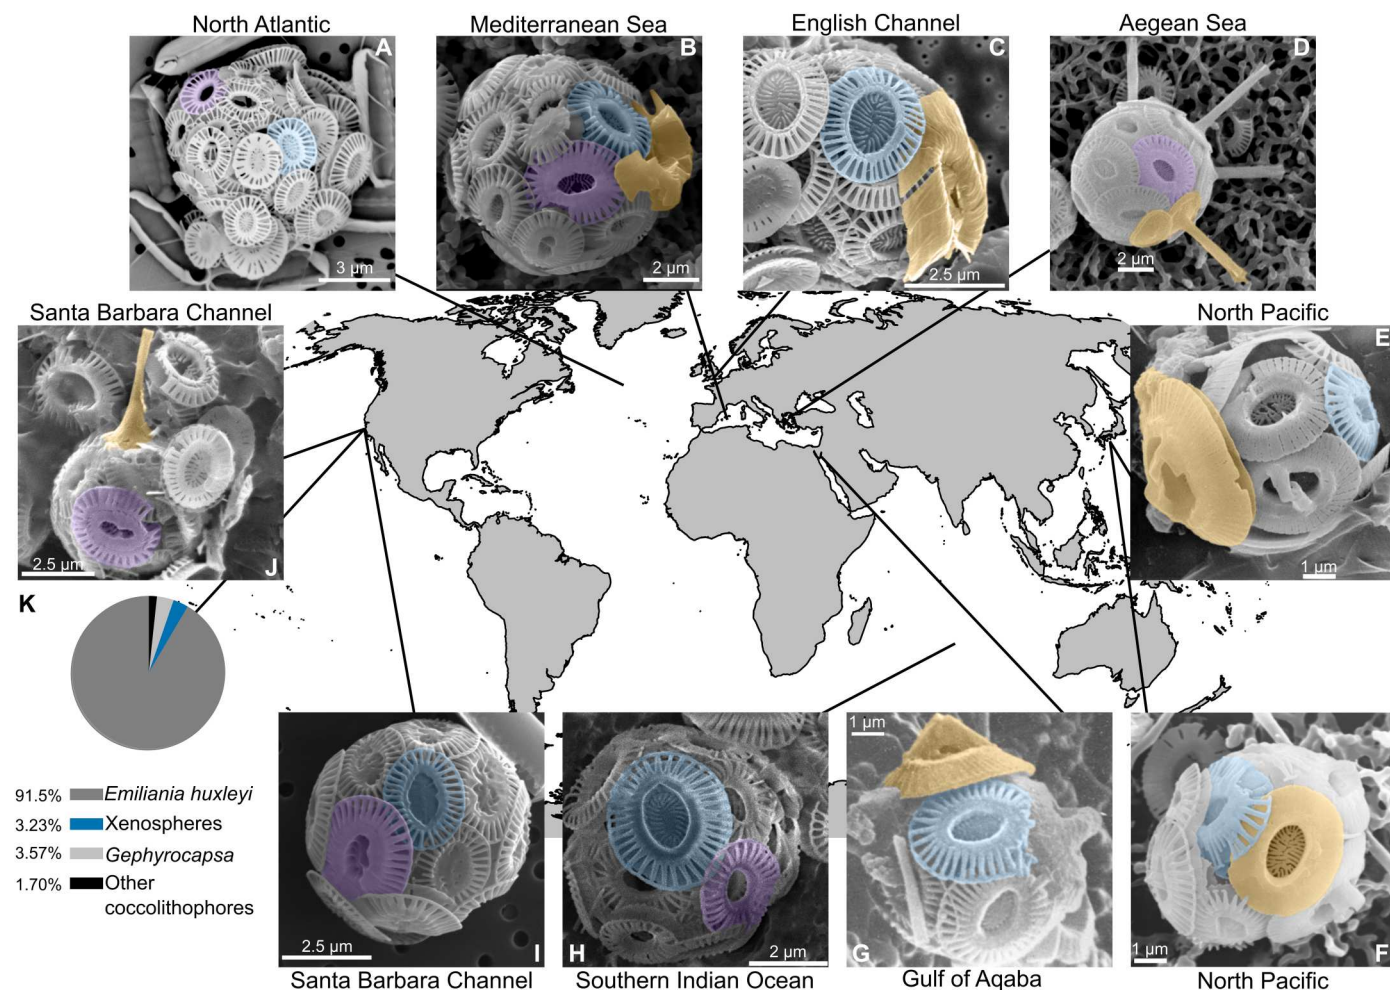 North Atlantic
Mediterranean Sea
English Channel
Aegean Sea
A
B
C
D
3 µm
2 µm
2.5 µm
2 µm
Santa Barbara Channel
North Pacific
E
2.5 µm
J
1 µm
K
91.5% Emiliania huxleyi
3.23% Xenospheres
3.57% Gephyrocapsa
1.70% Other
coccolithophores
1 µm
2.5 µm
I
H
2 µm
G
1 µm
F
Santa Barbara Channel
Southern Indian Ocean
Gulf of Aqaba
North Pacific